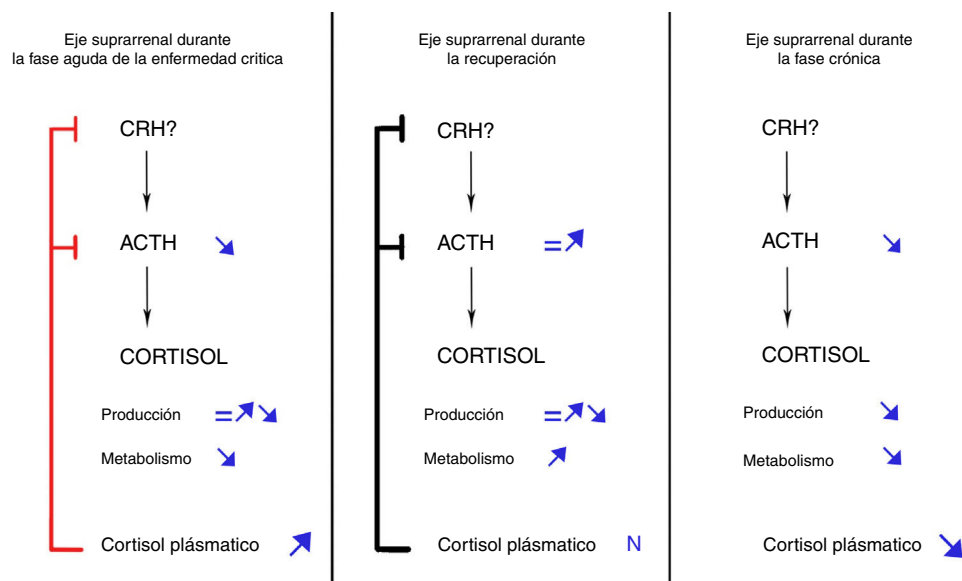 Eje suprarrenal durante
la fase aguda de la enfermedad critica
CRH?
ACTH
CORTISOL
Producción =
Metabolismo
Cortisol plásmatico
Eje suprarrenal durante
la recuperación
CRH?
ACTH =
CORTISOL
Producción =
Metabolismo
Cortisol plásmatico N
Eje suprarrenal durante
la fase crónica
CRH?
ACTH
CORTISOL
Producción
Metabolismo
Cortisol plásmatico